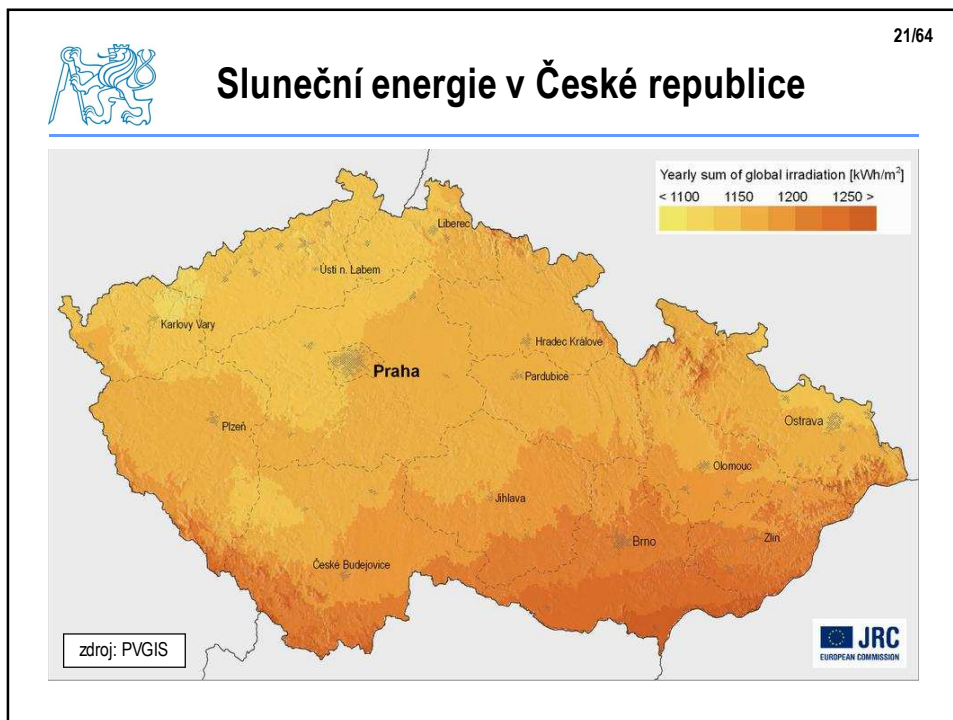 21/64
Sluneční energie v České republice
Yearly sum of global irradiation [kWh/m²]
< 1100 1150 1200 1250 >
Liberec
Ústí n. Labem
Karlovy Vary
Hradec Králové
Praha
Pardubice
Plzeň
Ostrava
Olomouc
Jihlava
Brno
Zlín
České Budejovice
zdroj: PVGIS
JRC
EUROPEAN COMMISSION